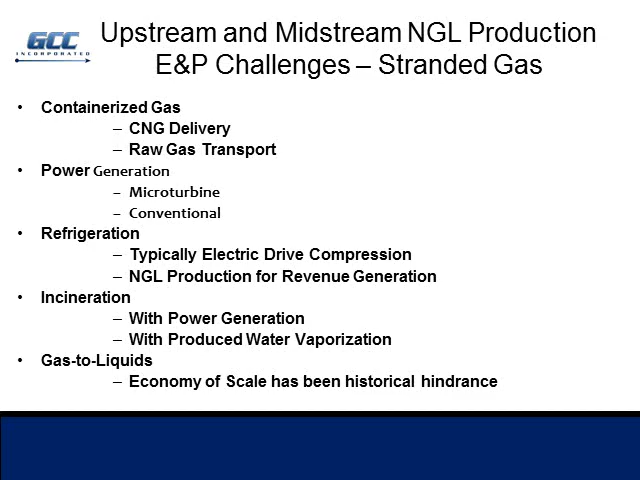 GCC
INCORPORATED
Upstream and Midstream NGL Production
E&P Challenges – Stranded Gas
• Containerized Gas
– CNG Delivery
– Raw Gas Transport
• Power Generation
– Microturbine
– Conventional
• Refrigeration
– Typically Electric Drive Compression
– NGL Production for Revenue Generation
• Incineration
– With Power Generation
– With Produced Water Vaporization
• Gas-to-Liquids
– Economy of Scale has been historical hindrance